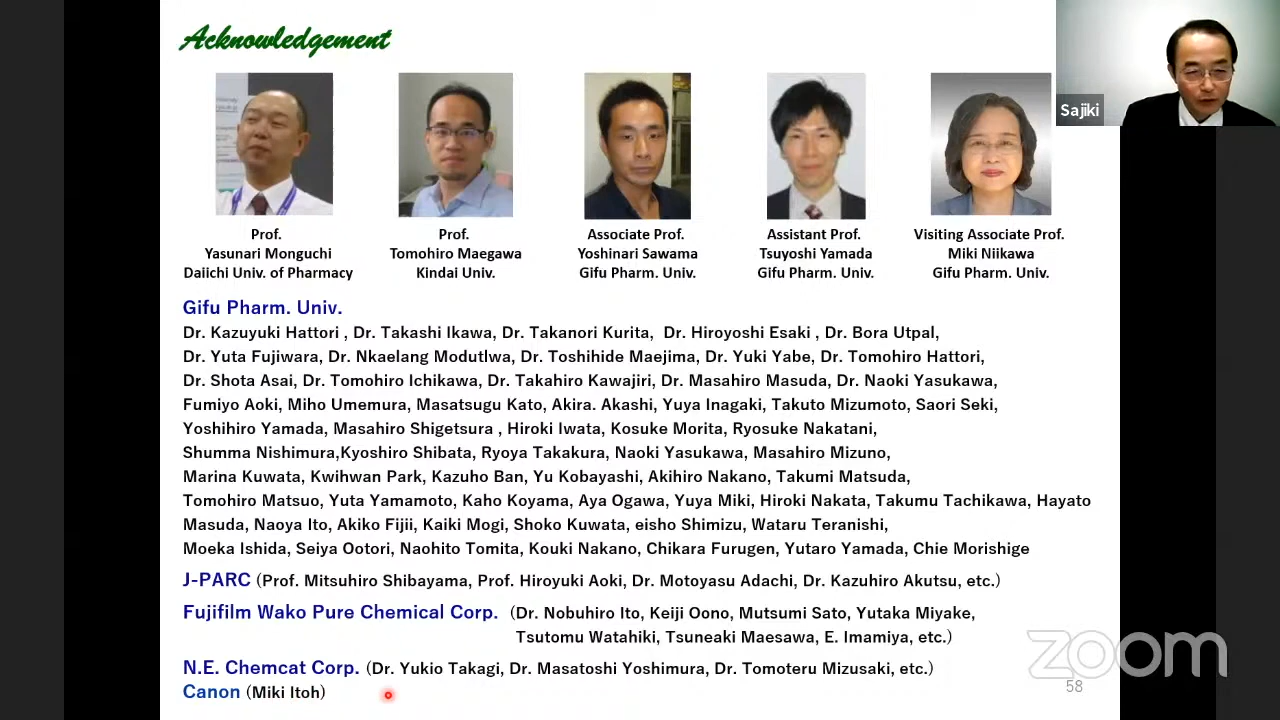 Acknowledgement
Sajiki
Prof.
Yasunari Monguchi
Daiichi Univ. of Pharmacy
Prof.
Tomohiro Maegawa
Kindai Univ.
Associate Prof.
Yoshinari Sawama
Gifu Pharm. Univ.
Assistant Prof.
Tsuyoshi Yamada
Gifu Pharm. Univ.
Visiting Associate Prof.
Miki Niikawa
Gifu Pharm. Univ.
Gifu Pharm. Univ.
Dr. Kazuyuki Hattori , Dr. Takashi Ikawa, Dr. Takanori Kurita,  Dr. Hiroyoshi Esaki , Dr. Bora Utpal,
Dr. Yuta Fujiwara, Dr. Nkaelang Modutlwa, Dr. Toshihide Maejima, Dr. Yuki Yabe, Dr. Tomohiro Hattori,
Dr. Shota Asai, Dr. Tomohiro Ichikawa, Dr. Takahiro Kawajiri, Dr. Masahiro Masuda, Dr. Naoki Yasukawa,
Fumiyo Aoki, Miho Umemura, Masatsugu Kato, Akira. Akashi, Yuya Inagaki, Takuto Mizumoto, Saori Seki,
Yoshihiro Yamada, Masahiro Shigetsura , Hiroki Iwata, Kosuke Morita, Ryosuke Nakatani,
Shumma Nishimura,Kyoshiro Shibata, Ryoya Takakura, Naoki Yasukawa, Masahiro Mizuno,
Marina Kuwata, Kwihwan Park, Kazuho Ban, Yu Kobayashi, Akihiro Nakano, Takumi Matsuda,
Tomohiro Matsuo, Yuta Yamamoto, Kaho Koyama, Aya Ogawa, Yuya Miki, Hiroki Nakata, Takumu Tachikawa, Hayato
Masuda, Naoya Ito, Akiko Fijii, Kaiki Mogi, Shoko Kuwata, eisho Shimizu, Wataru Teranishi,
Moeka Ishida, Seiya Ootori, Naohito Tomita, Kouki Nakano, Chikara Furugen, Yutaro Yamada, Chie Morishige
J-PARC (Prof. Mitsuhiro Shibayama, Prof. Hiroyuki Aoki, Dr. Motoyasu Adachi, Dr. Kazuhiro Akutsu, etc.)
Fujifilm Wako Pure Chemical Corp.  (Dr. Nobuhiro Ito, Keiji Oono, Mutsumi Sato, Yutaka Miyake,
Tsutomu Watahiki, Tsuneaki Maesawa, E. Imamiya, etc.)
N.E. Chemcat Corp. (Dr. Yukio Takagi, Dr. Masatoshi Yoshimura, Dr. Tomoteru Mizusaki, etc.)
Canon (Miki Itoh)
zoom
58